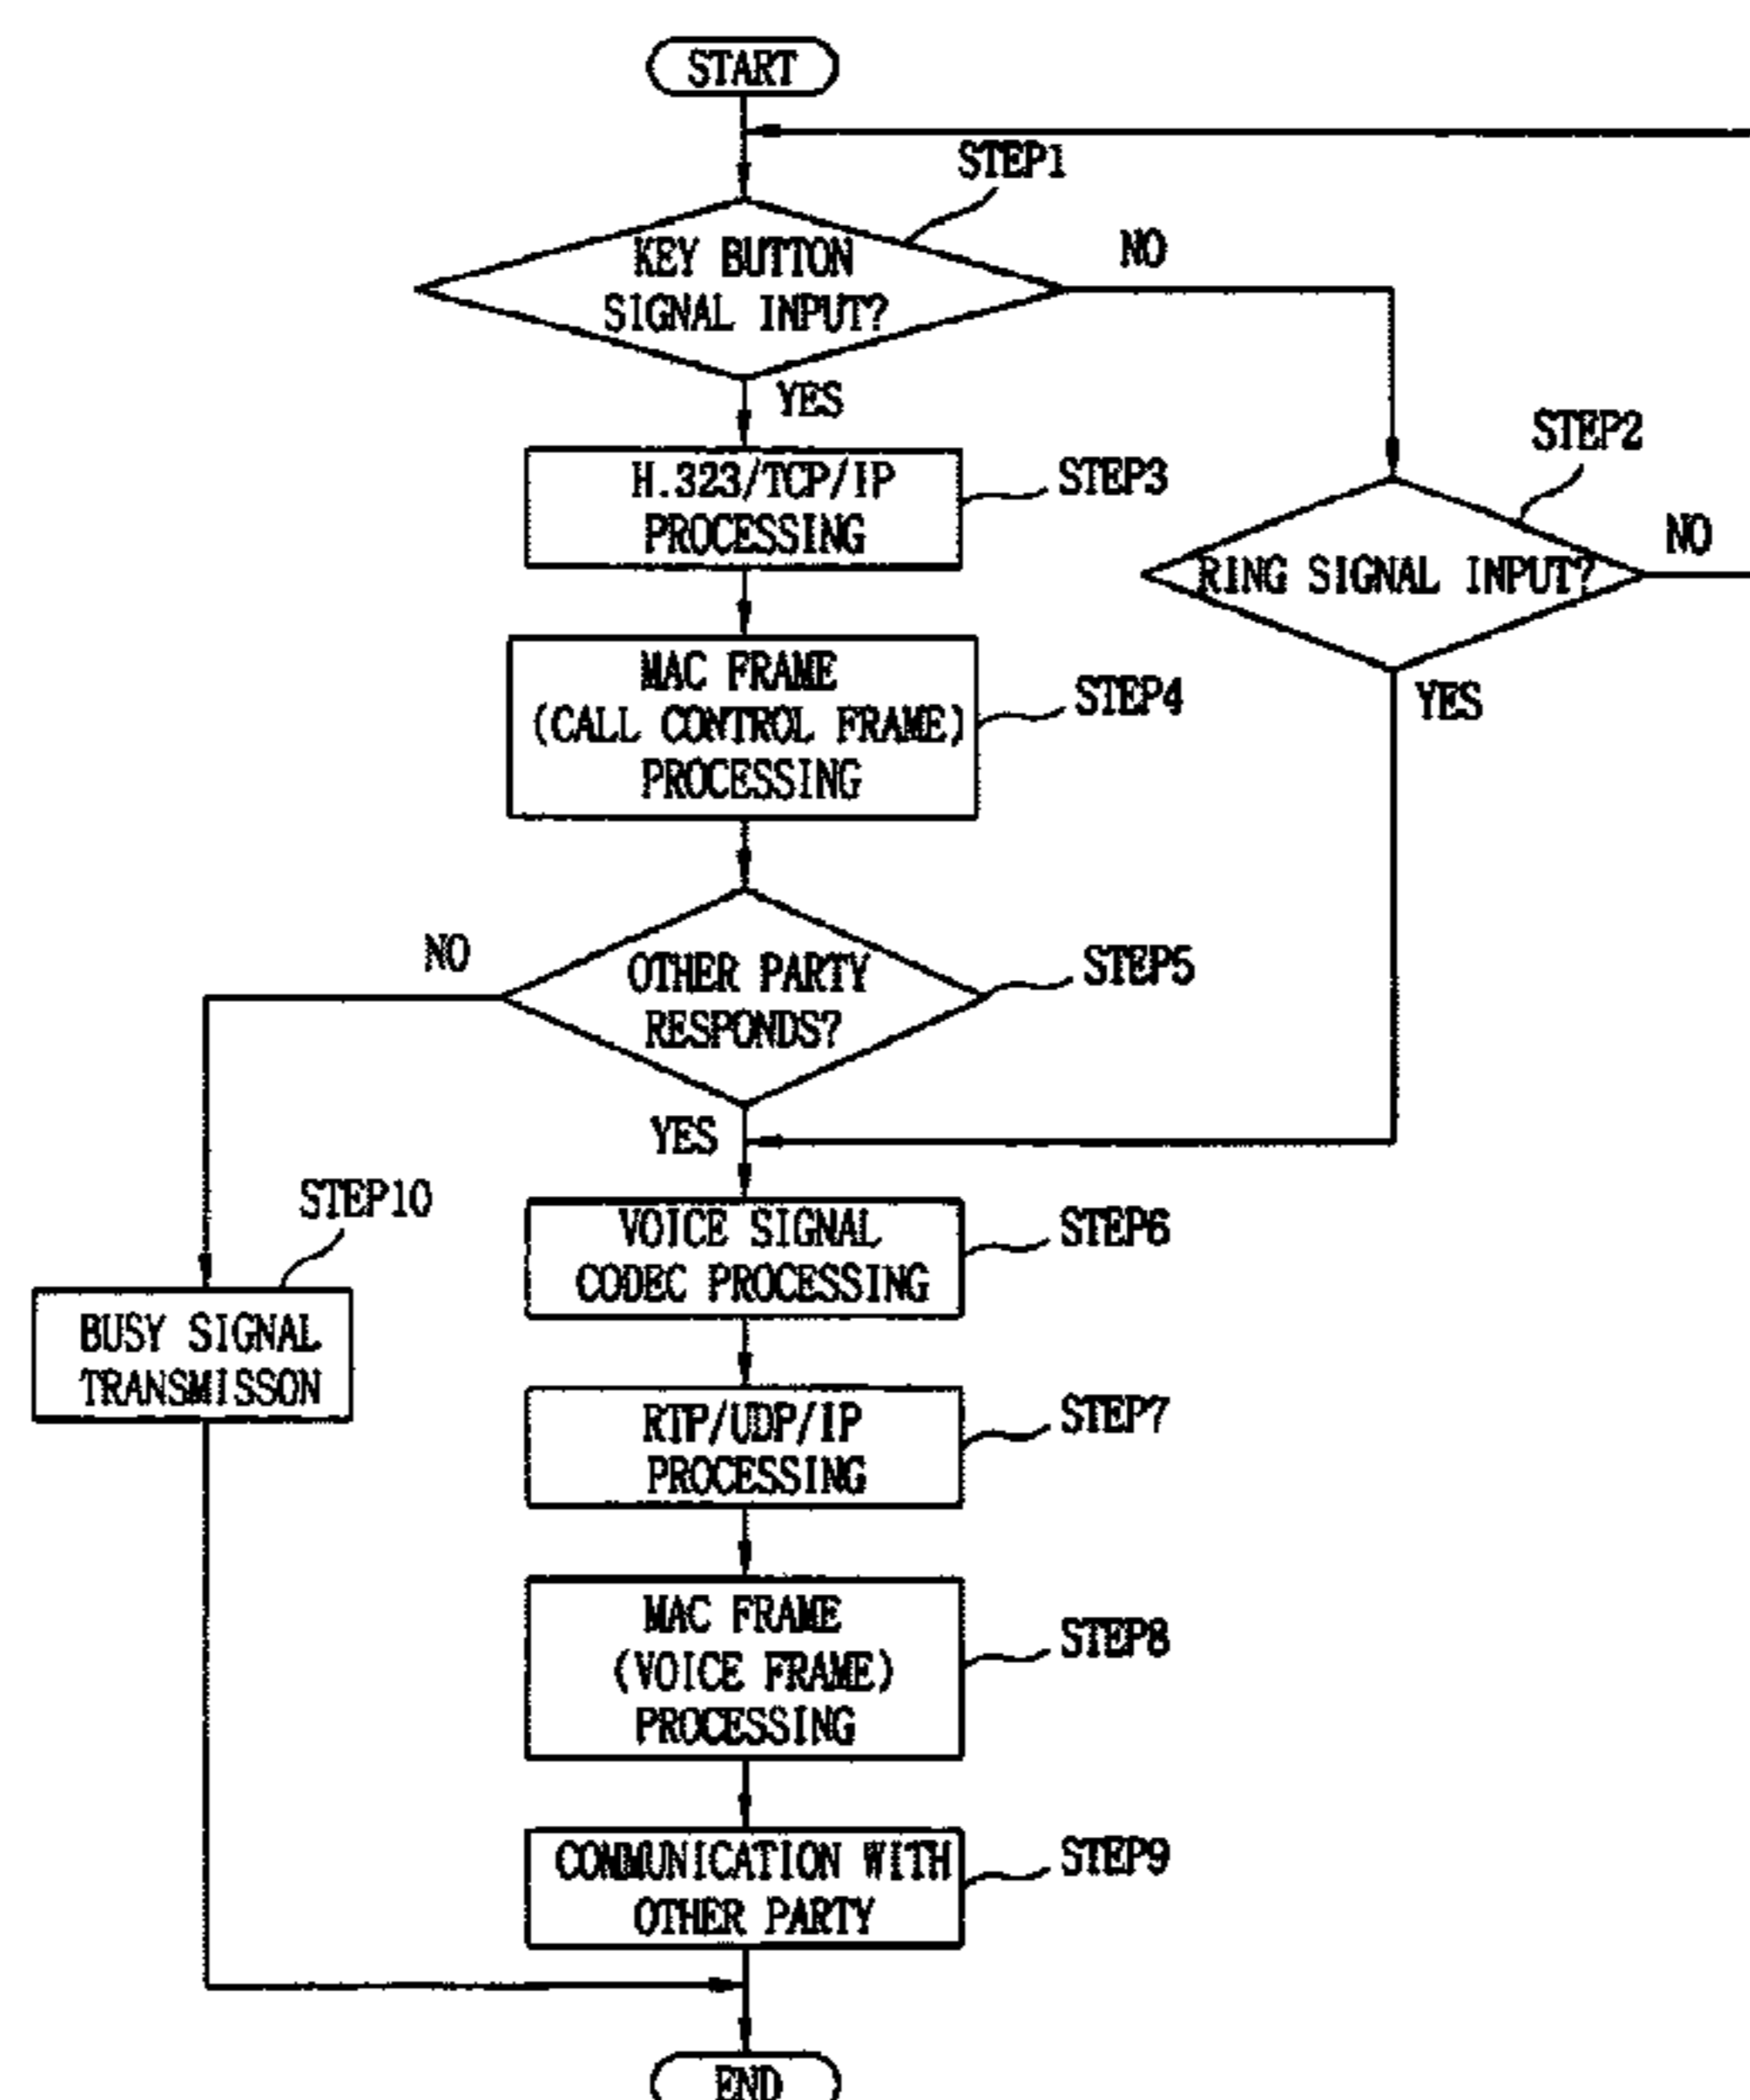 START
STEP1
KEY BUTTON
SIGNAL INPUT?
NO
YES
STEP2
RING SIGNAL INPUT?
NO
YES
H.323/TCP/IP
PROCESSING
STEP3
MAC FRAME
(CALL CONTROL FRAME)
PROCESSING
STEP4
OTHER PARTY
RESPONDS?
STEP5
NO
YES
STEP10
BUSY SIGNAL
TRANSMISSON
VOICE SIGNAL
CODEC PROCESSING
STEP6
RTP/UDP/IP
PROCESSING
STEP7
MAC FRAME
(VOICE FRAME)
PROCESSING
STEP8
COMMUNICATION WITH
OTHER PARTY
STEP9
END